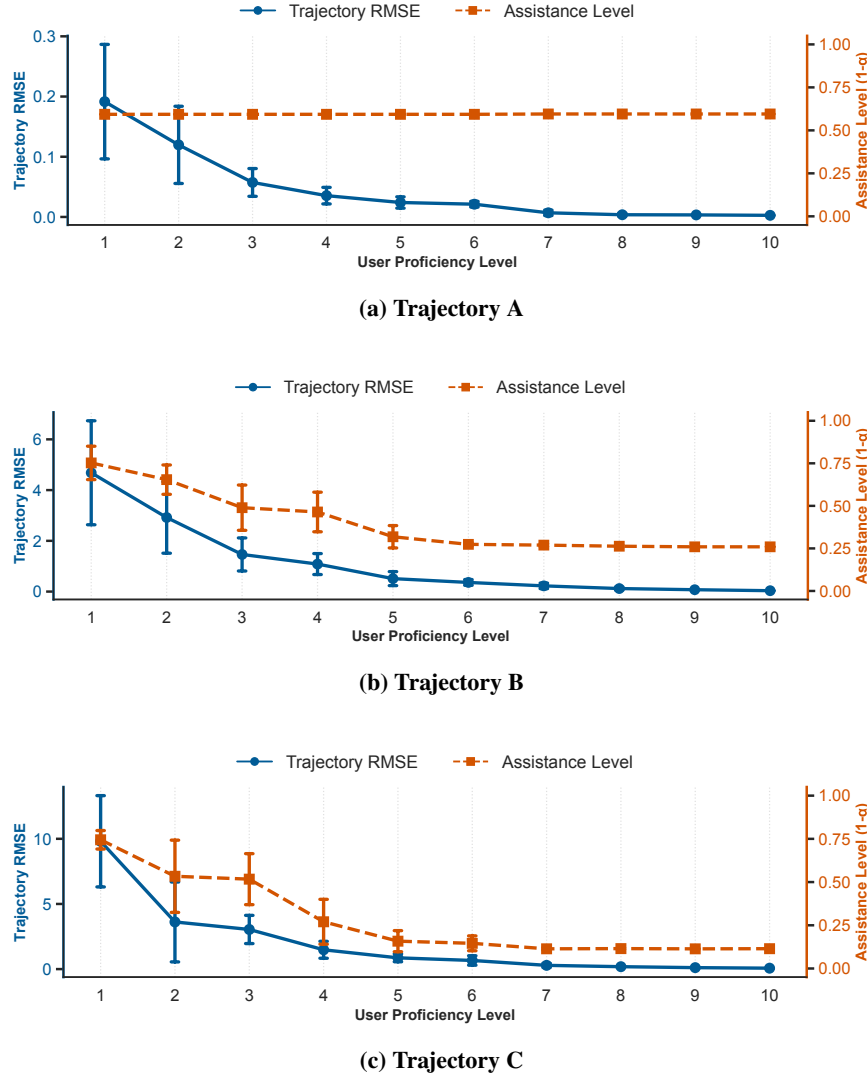 Trajectory RMSE Assistance Level
0.3
0.2
0.1
0.0
Trajectory RMSE
1.00
0.75
0.50
0.25
0.00
Assistance Level (1-α)
1 2 3 4 5 6 7 8 9 10
User Proficiency Level
(a) Trajectory A
Trajectory RMSE Assistance Level
6
4
2
0
Trajectory RMSE
1.00
0.75
0.50
0.25
0.00
Assistance Level (1-α)
1 2 3 4 5 6 7 8 9 10
User Proficiency Level
(b) Trajectory B
Trajectory RMSE Assistance Level
10
5
0
Trajectory RMSE
1.00
0.75
0.50
0.25
0.00
Assistance Level (1-α)
1 2 3 4 5 6 7 8 9 10
User Proficiency Level
(c) Trajectory C